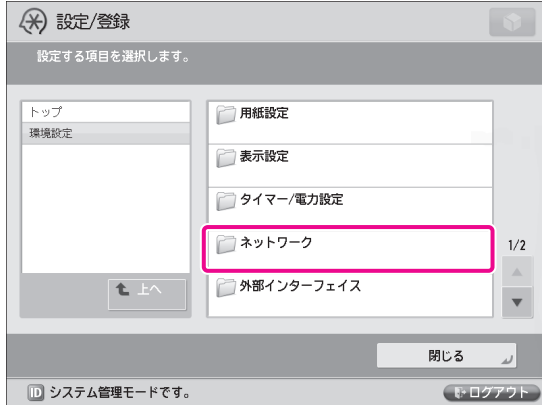 設定/登録
設定する項目を選択します。
トップ
環境設定
上へ
用紙設定
表示設定
タイマー/電力設定
ネットワーク
外部インターフェイス
1/2
閉じる
ID システム管理モードです。
ログアウト